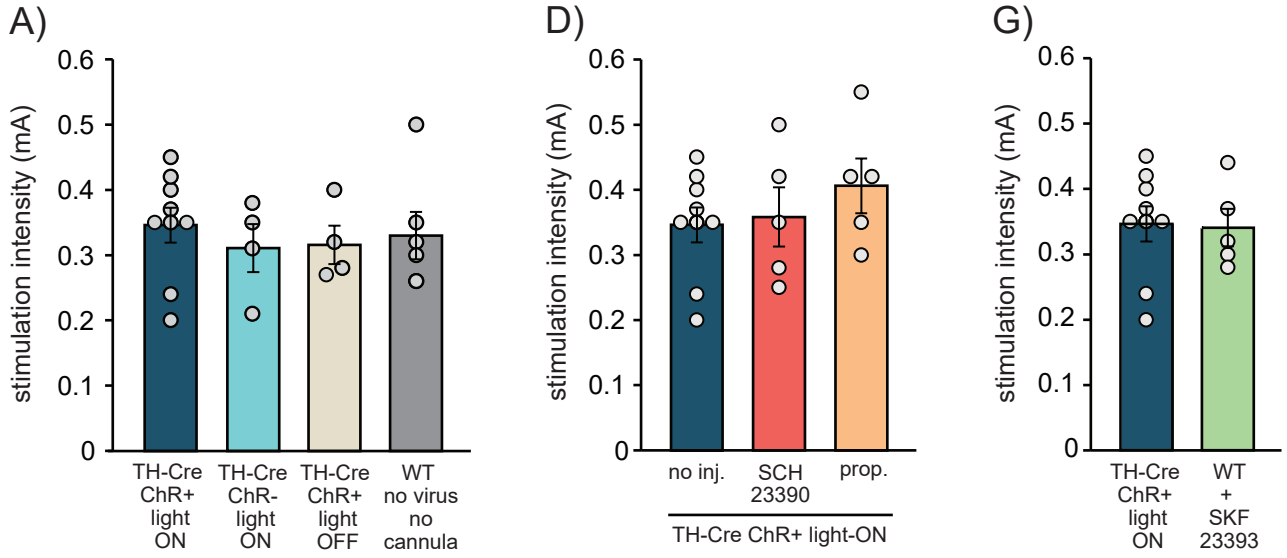 A)
stimulation intensity (mA)
0.6
0.5
0.4
0.3
0.2
0.1
0
TH-Cre
ChR+
light
ON
TH-Cre
ChR-
light
ON
TH-Cre
ChR+
light
OFF
WT
no virus
no
cannula
D)
stimulation intensity (mA)
0.6
0.5
0.4
0.3
0.2
0.1
0
no inj.
SCH
23390
prop.
TH-Cre ChR+ light-ON
G)
stimulation intensity (mA)
0.6
0.5
0.4
0.3
0.2
0.1
0
TH-Cre
ChR+
light
ON
WT
+
SKF
23393